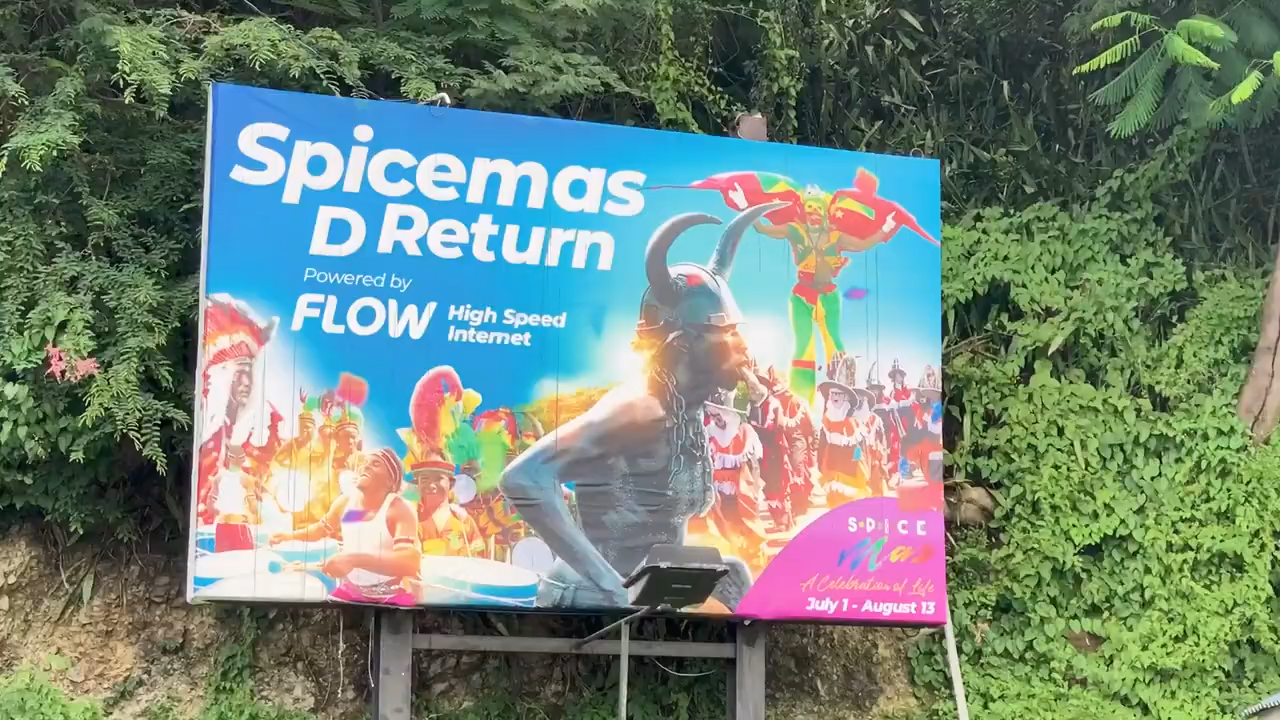 Spicemas
D Return
Powered by
FLOW High Speed
Internet
SPICE
Mas
A Celebration of Life
July 1 - August 13